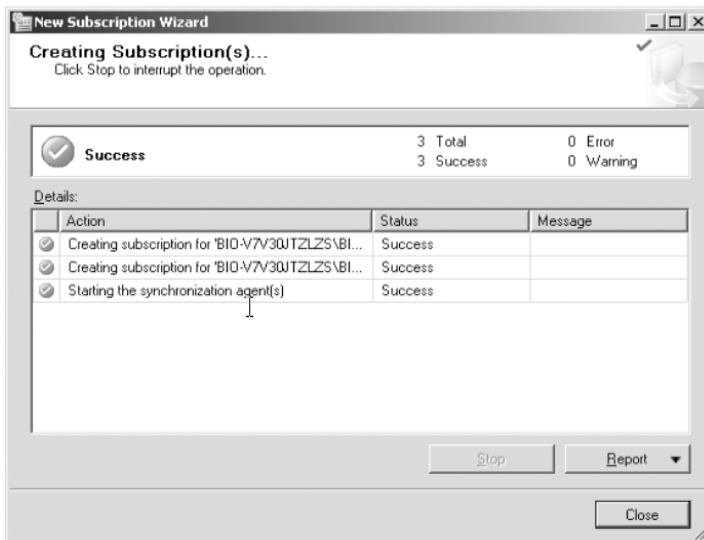 New Subscription Wizard
Creating Subscription(s)...
Click Stop to interrupt the operation.
Success
3 Total
0 Error
3 Success
0 Warning
Details:
Action Status Message
Creating subscription for 'BIO-V7V30JTZLZS\BI... Success
Creating subscription for 'BIO-V7V30JTZLZS\BI... Success
Starting the synchronization agent(s) Success
Stop
Report
Close